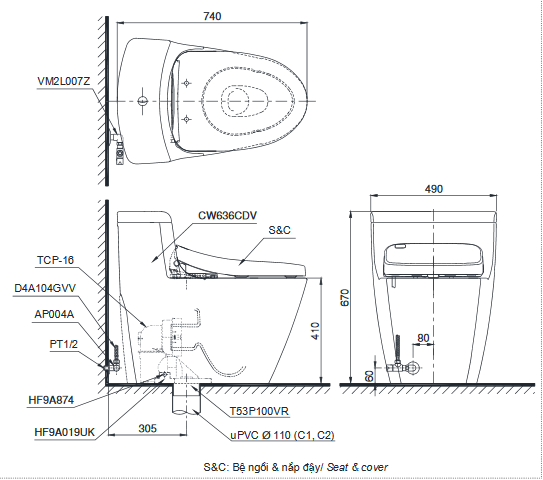 740
VM2L007Z
490
CW636CDV
S&C
TCP-16
D4A104GVV
AP004A
PT1/2
410
670
80
60
HF9A874
HF9A019UK
305
T53P100VR
uPVC Ø 110 (C1, C2)
S&C: Bệ ngồi & nắp đậy/ Seat & cover